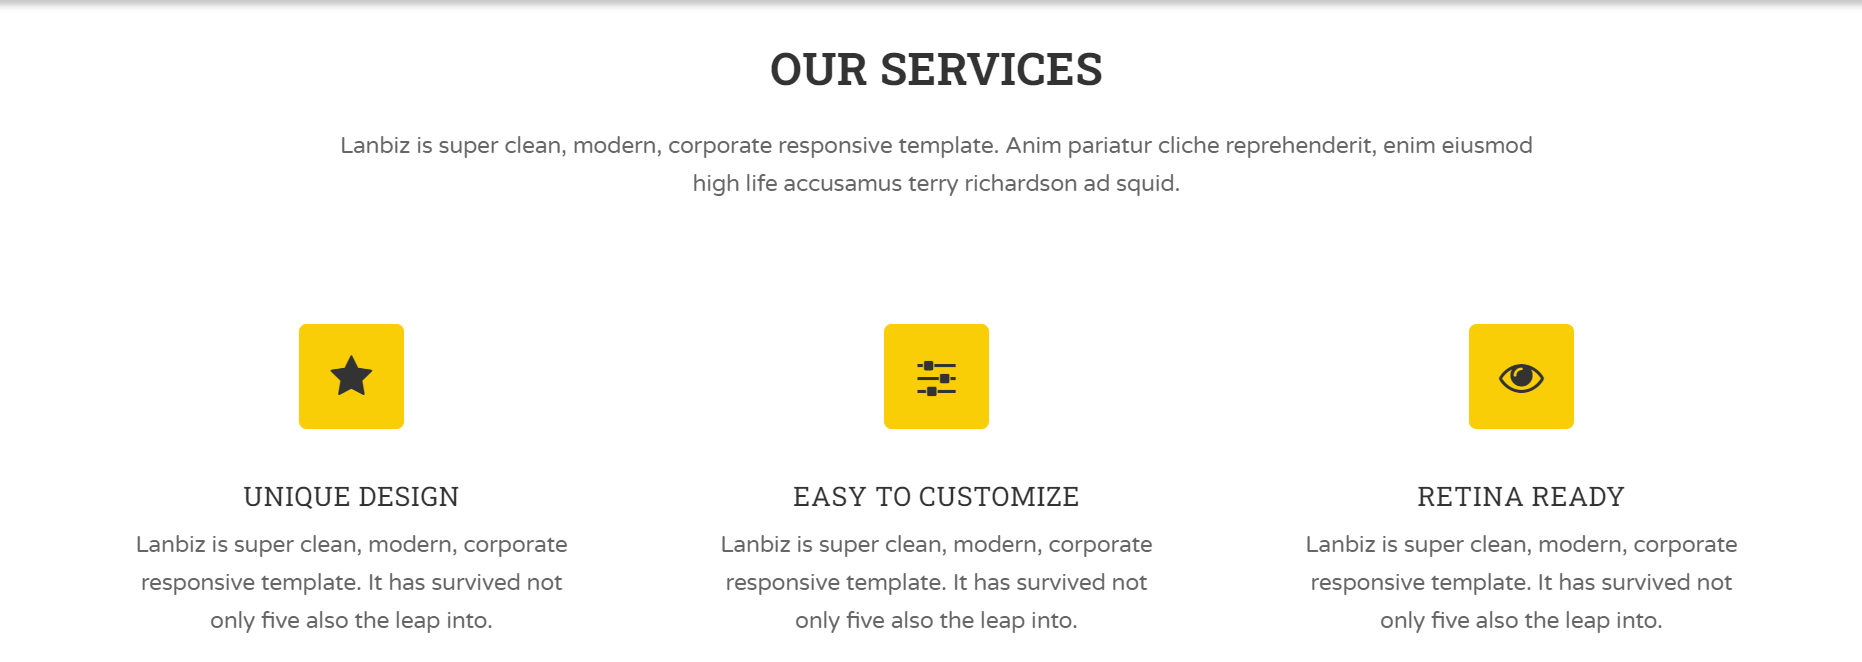 OUR SERVICES
Lanbiz is super clean, modern, corporate responsive template. Anim pariatur cliche reprehenderit, enim eiusmod
high life accusamus terry richardson ad squid.
UNIQUE DESIGN
Lanbiz is super clean, modern, corporate
responsive template. It has survived not
only five also the leap into.
EASY TO CUSTOMIZE
Lanbiz is super clean, modern, corporate
responsive template. It has survived not
only five also the leap into.
RETINA READY
Lanbiz is super clean, modern, corporate
responsive template. It has survived not
only five also the leap into.